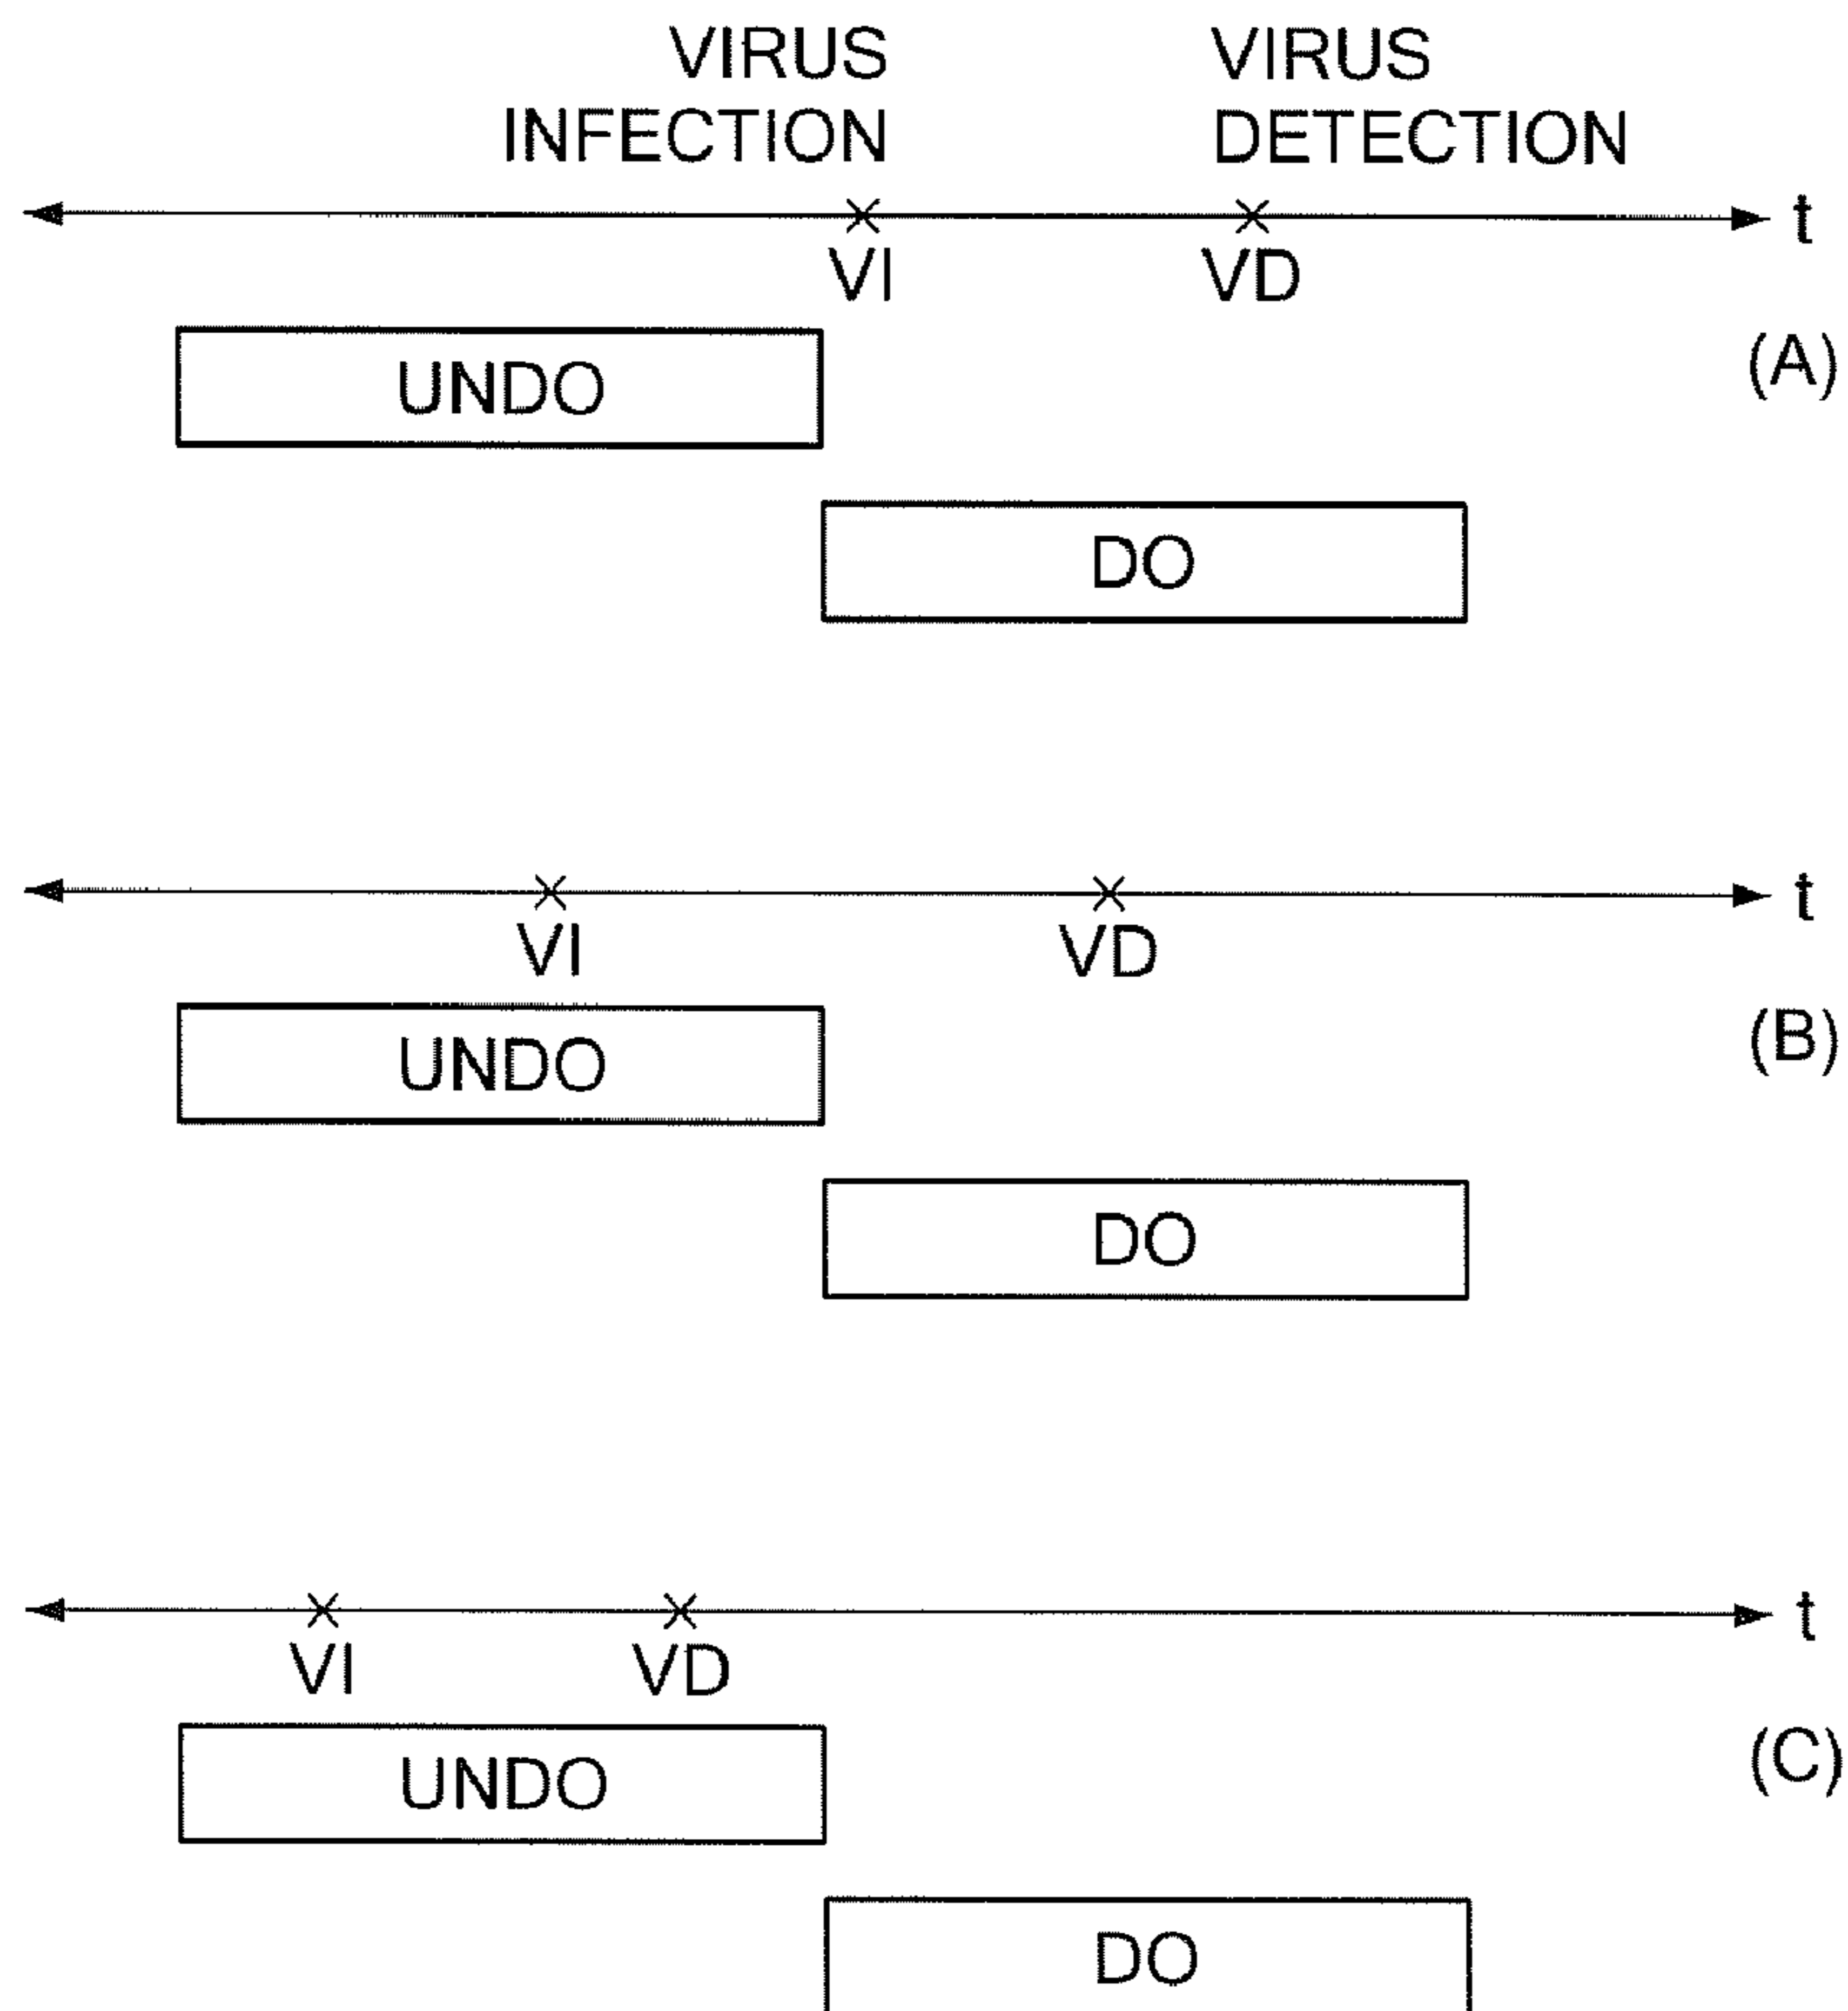 VIRUS INFECTION
VIRUS DETECTION
t
VI
VD
(A)
UNDO
DO
t
VI
VD
(B)
UNDO
DO
t
VI
VD
(C)
UNDO
DO